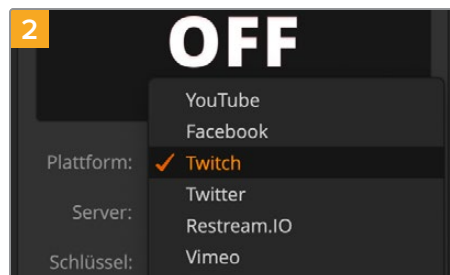 2
OFF
YouTube
Facebook
Plattform: ✓ Twitch
Twitter
Server:
Restream.IO
Schlüssel: Vimeo